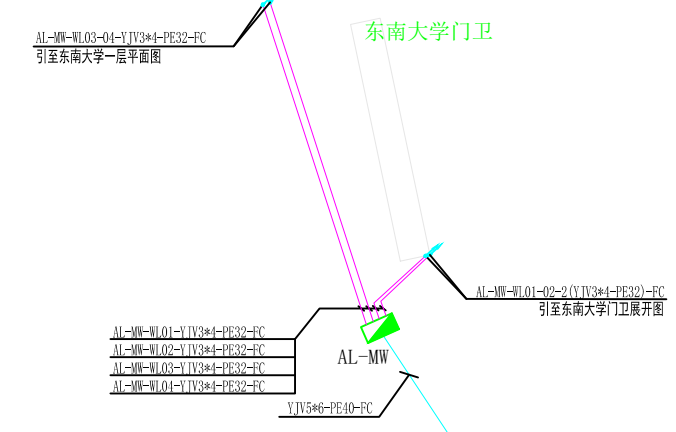 东南大学门卫
AL-MW-WL03-04-YJV3*4-PE32-FC
引至东南大学一层平面图
AL-MW-WL01-02-2(YJV3*4-PE32)-FC
引至东南大学门卫展开图
AL-MW-WL01-YJV3*4-PE32-FC
AL-MW-WL02-YJV3*4-PE32-FC
AL-MW-WL03-YJV3*4-PE32-FC
AL-MW-WL04-YJV3*4-PE32-FC
AL-MW
YJV5*6-PE40-FC